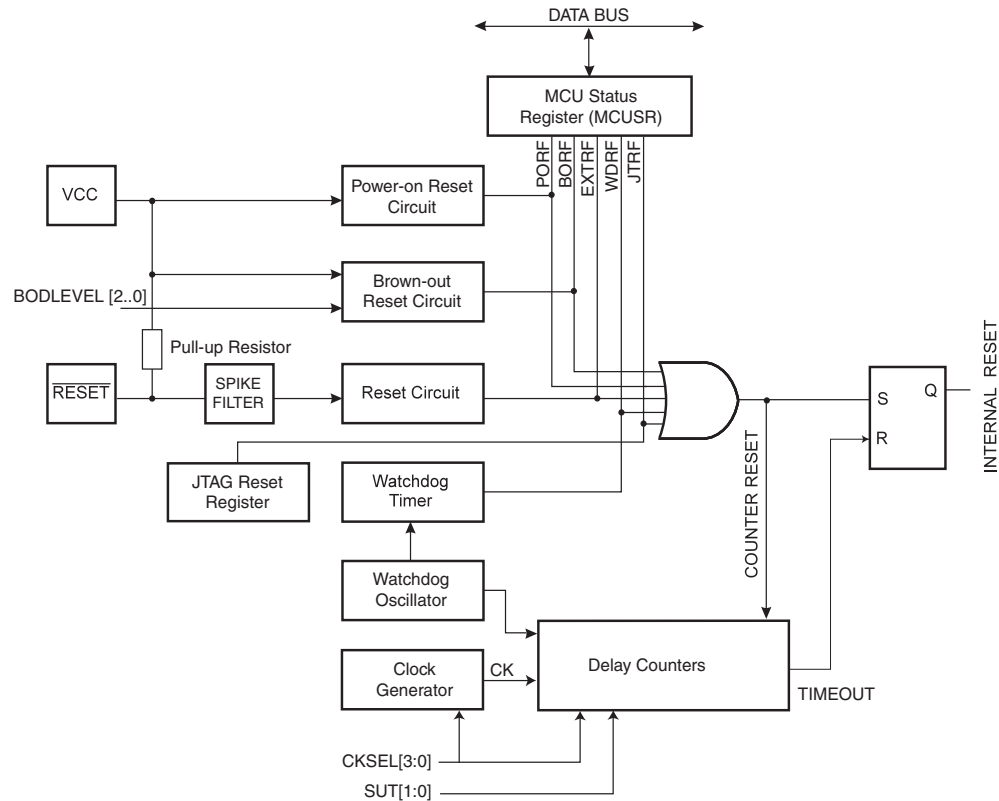 DATA BUS
MCU Status
Register (MCUSR)
PORF
BORF
EXTRF
WDRF
JTRF
VCC
Power-on Reset
Circuit
BODLEVEL [2..0]
Brown-out
Reset Circuit
Pull-up Resistor
RESET
SPIKE
FILTER
Reset Circuit
JTAG Reset
Register
Watchdog
Timer
Watchdog
Oscillator
Clock
Generator
CK
Delay Counters
COUNTER RESET
TIMEOUT
S
R
Q
INTERNAL RESET
CKSEL[3:0]
SUT[1:0]